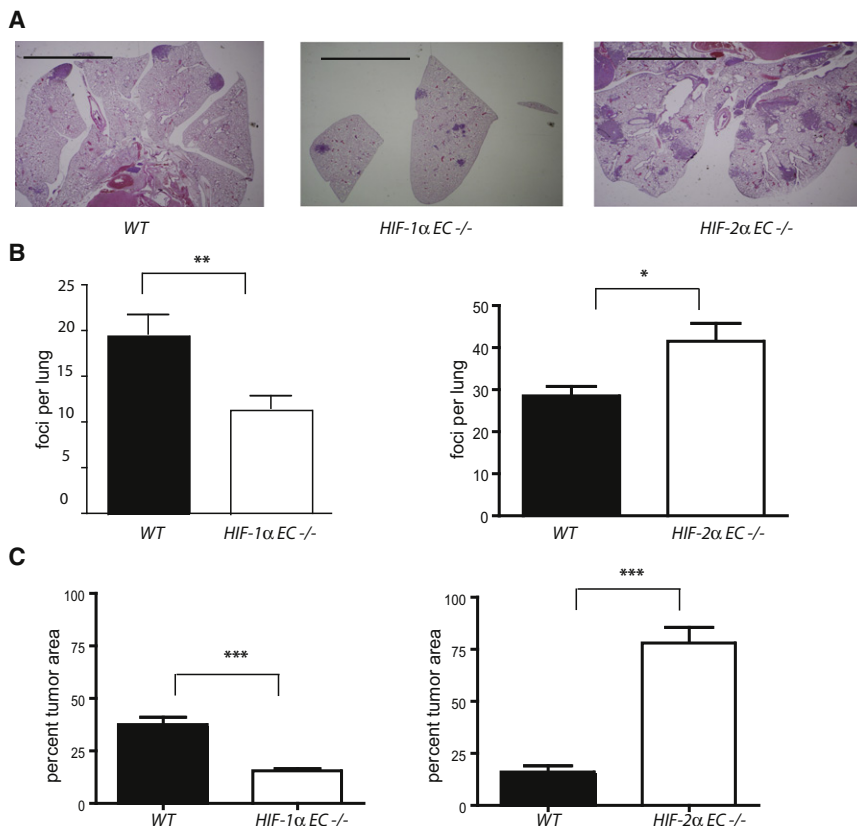 A
WT
HIF-1α EC -/-
HIF-2α EC -/-
B
foci per lung
25
20
15
10
5
0
**
WT
HIF-1α EC -/-
foci per lung
50
40
30
20
10
0
*
WT
HIF-2α EC -/-
C
percent tumor area
100
75
50
25
0
***
WT
HIF-1α EC -/-
percent tumor area
100
75
50
25
0
***
WT
HIF-2α EC -/-